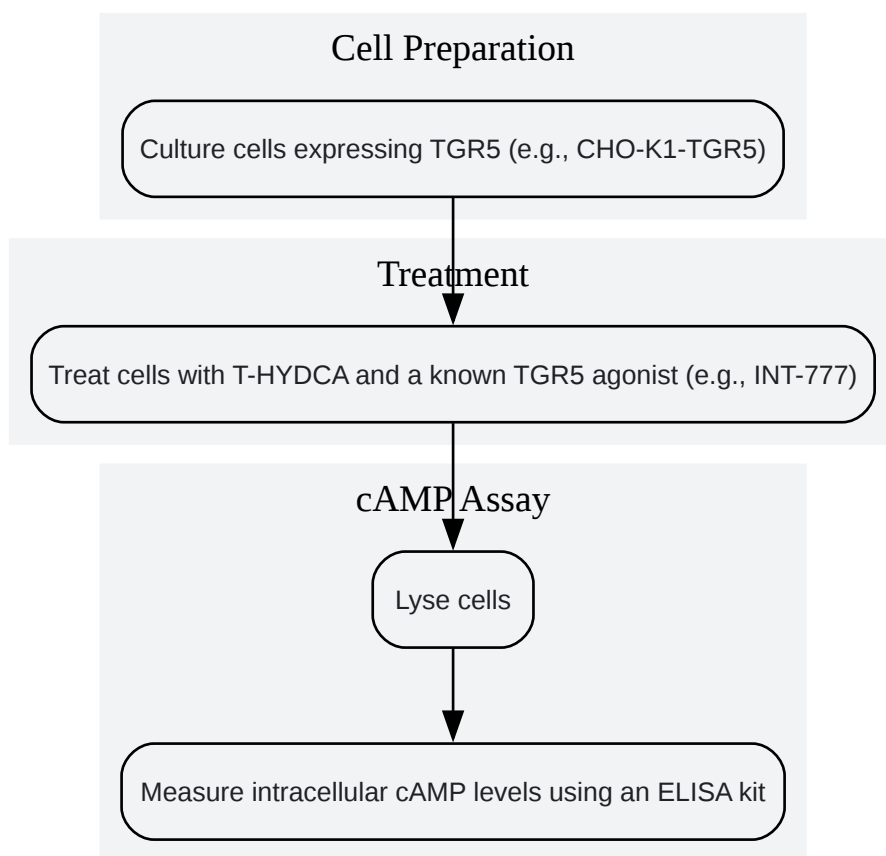 Cell Preparation
Culture cells expressing TGR5 (e.g., CHO-K1-TGR5)
Treatment
Treat cells with T-HYDCA and a known TGR5 agonist (e.g., INT-777)
cAMP Assay
Lyse cells
Measure intracellular cAMP levels using an ELISA kit